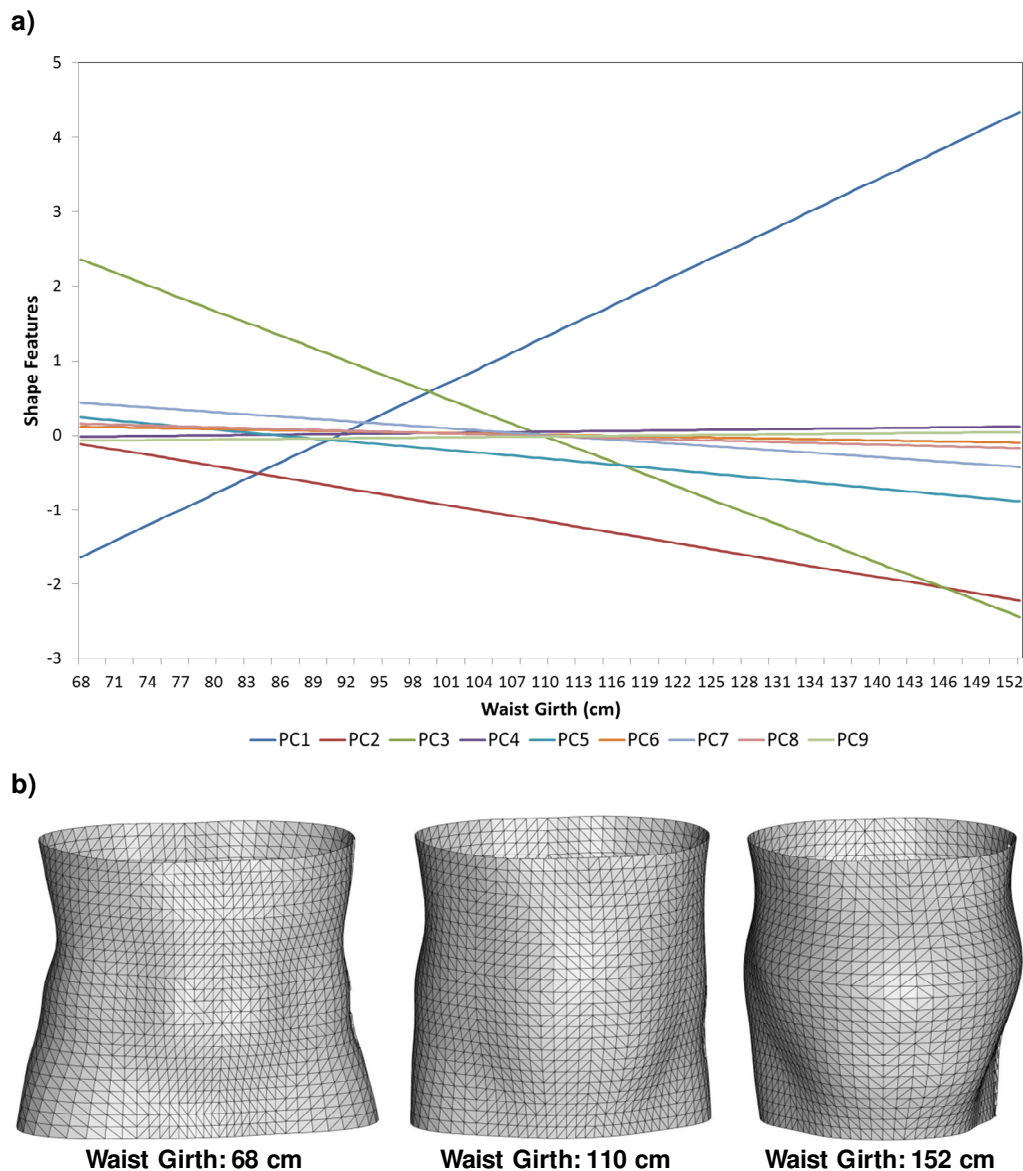 a)
5
4
3
2
1
0
-1
-2
-3
Shape Features
68 71 74 77 80 83 86 89 92 95 98 101 104 107 110 113 116 119 122 125 128 131 134 137 140 143 146 149 152
Waist Girth (cm)
PC1 PC2 PC3 PC4 PC5 PC6 PC7 PC8 PC9
b)
Waist Girth: 68 cm Waist Girth: 110 cm Waist Girth: 152 cm